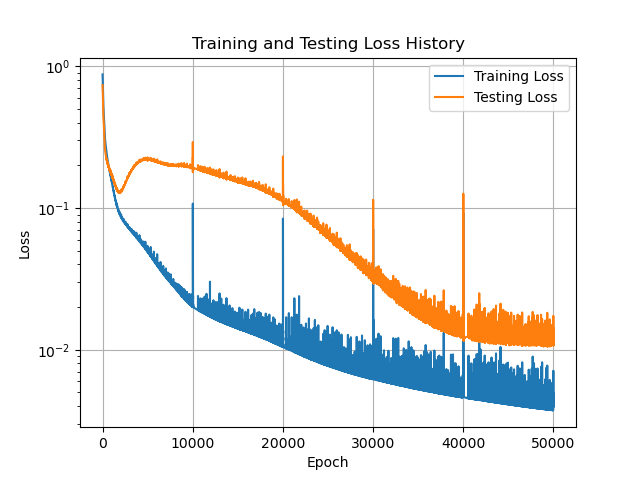 Training and Testing Loss History
Training Loss
Testing Loss
Loss
10⁰
10⁻¹
10⁻²
0 10000 20000 30000 40000 50000
Epoch